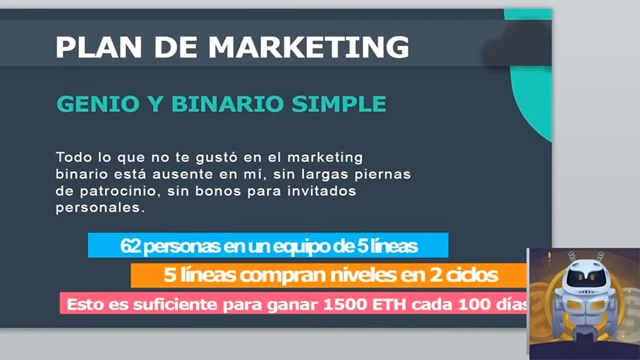 PLAN DE MARKETING
GENIO Y BINARIO SIMPLE
Todo lo que no te gustó en el marketing
binario está ausente en mí, sin largas piernas
de patrocinio, sin bonos para invitados
personales.
62 personas en un equipo de 5 líneas
5 líneas compran niveles en 2 ciclos
Esto es suficiente para ganar 1500 ETH cada 100 días